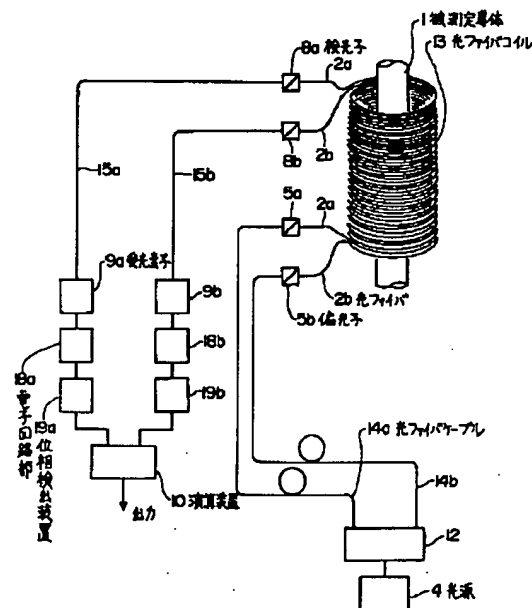 1 被測定導体
13 光ファイバコイル
8a 検光子
2a
8b
2b
15a
15b
5a
2a
2b 光ファイバ
5b 偏光子
9a 受光素子
9b
18a 電子回路部
18b
19a 位相検出装置
19b
10 演算装置
出力
14a 光ファイバケーブル
14b
12
4 光源